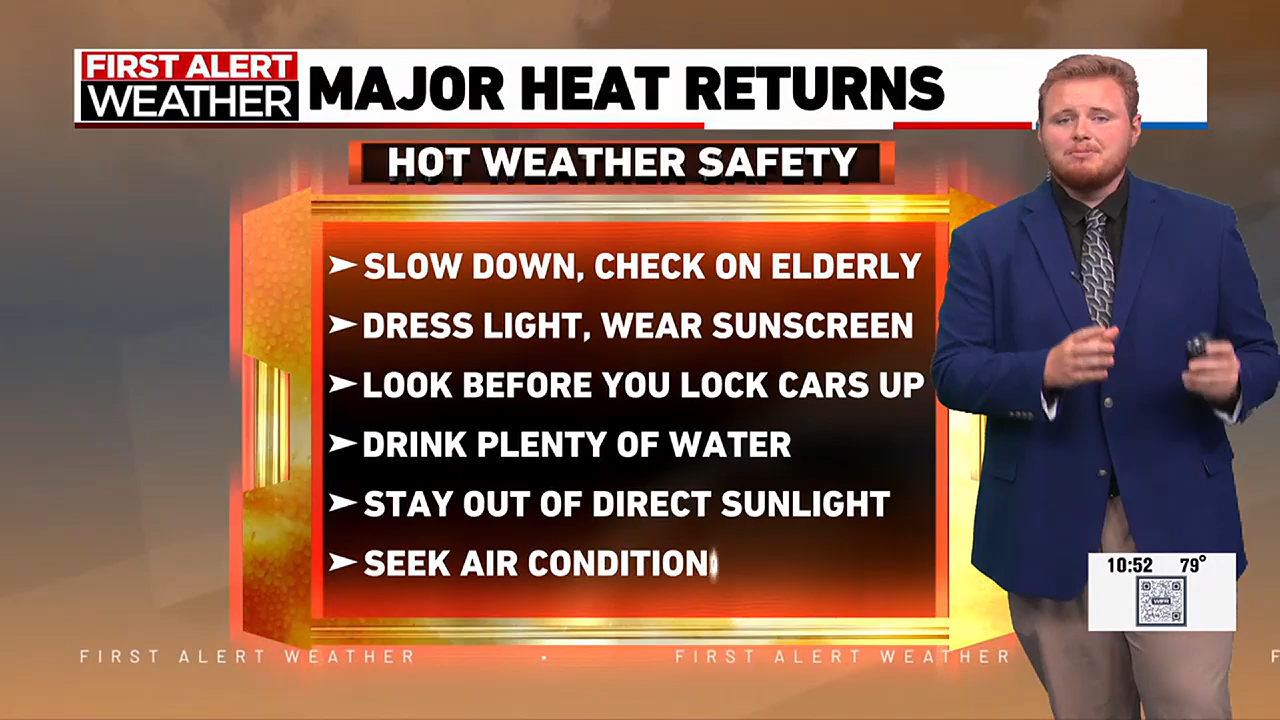 FIRST ALERT
WEATHER
MAJOR HEAT RETURNS
HOT WEATHER SAFETY
➤ SLOW DOWN, CHECK ON ELDERLY
➤ DRESS LIGHT, WEAR SUNSCREEN
➤ LOOK BEFORE YOU LOCK CARS UP
➤ DRINK PLENTY OF WATER
➤ STAY OUT OF DIRECT SUNLIGHT
➤ SEEK AIR CONDITION
10:52 79°
WIFR
FIRST ALERT WEATHER · FIRST ALERT WEATHER F